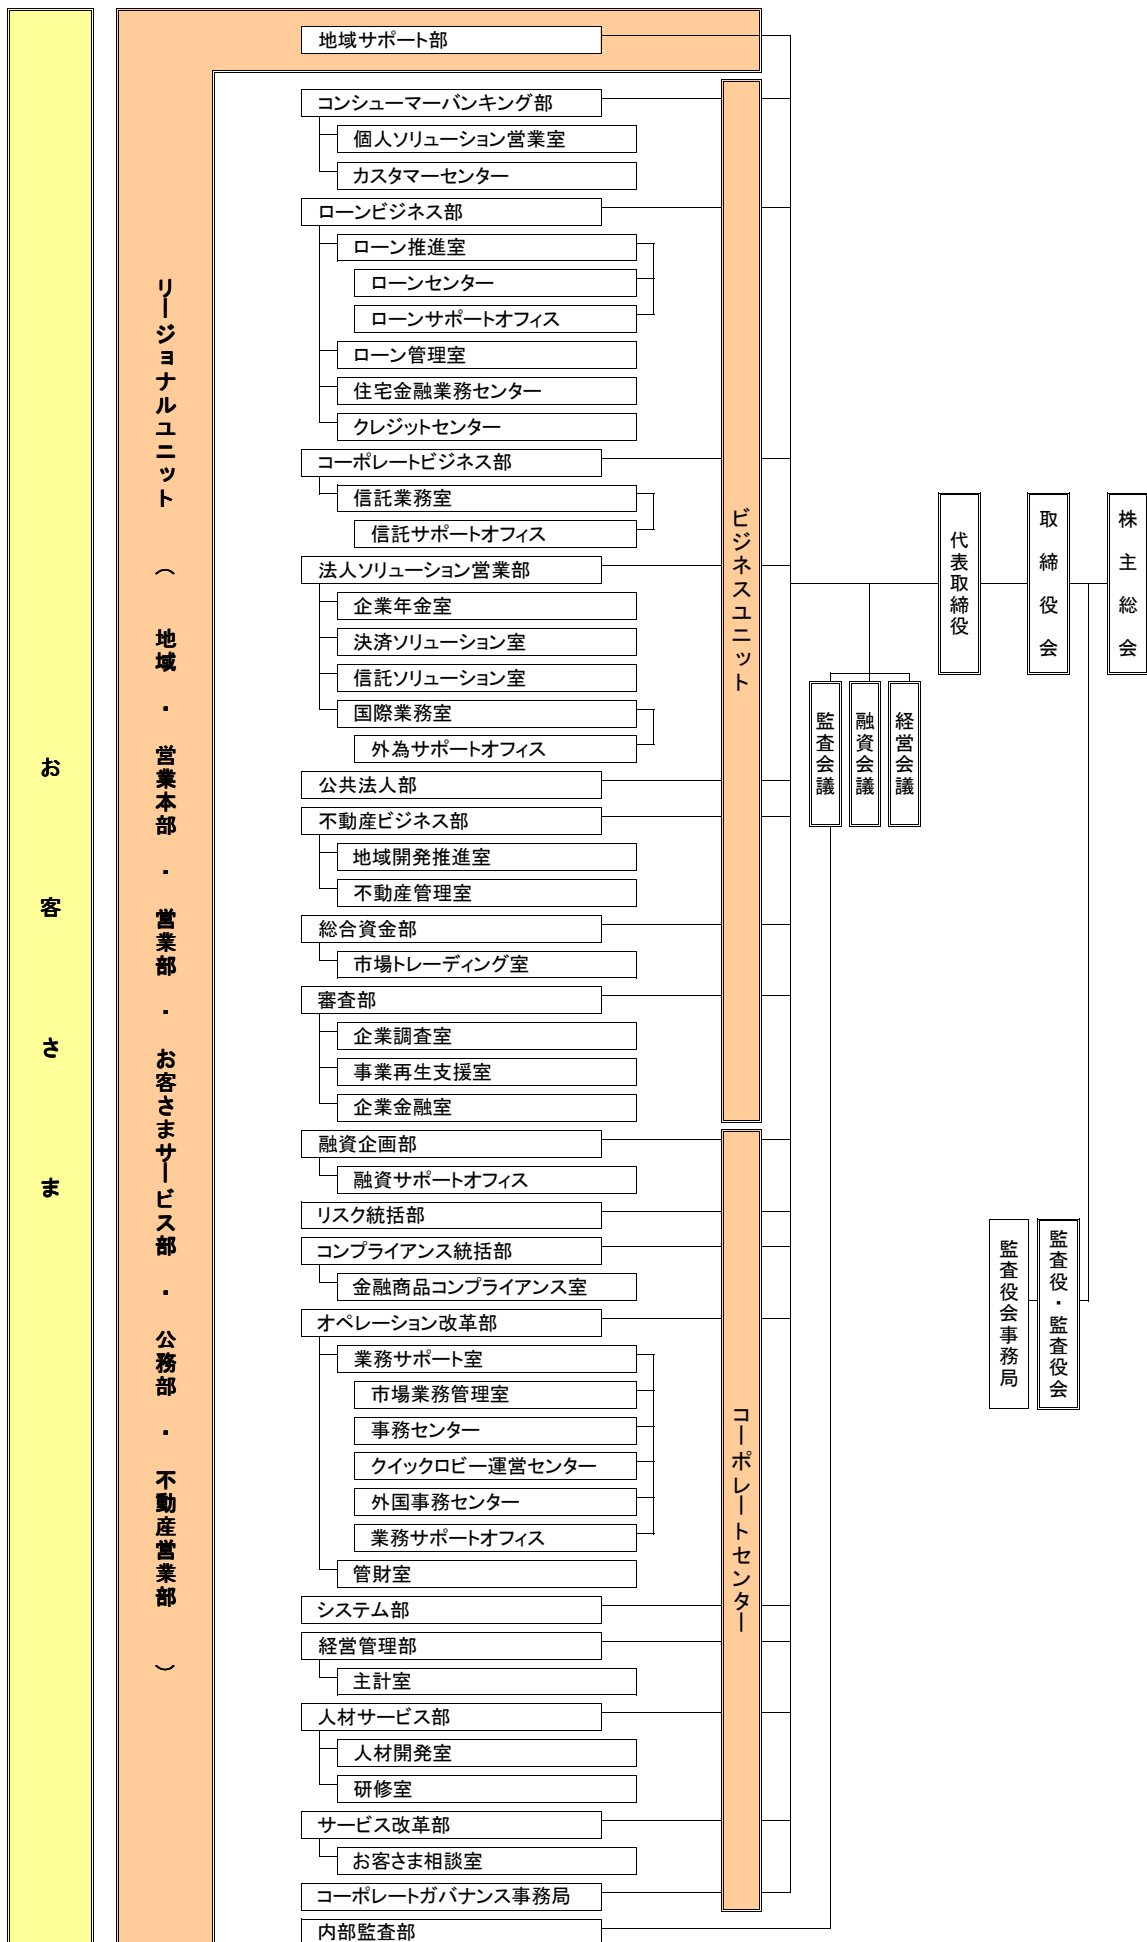 お客さま
リージョナルユニット （ 地域 ・ 営業本部 ・ 営業部 ・ お客さまサービス部 ・ 公務部 ・ 不動産営業部 ）
地域サポート部
コンシューマーバンキング部
個人ソリューション営業室
カスタマーセンター
ローンビジネス部
ローン推進室
ローンセンター
ローンサポートオフィス
ローン管理室
住宅金融業務センター
クレジットセンター
コーポレートビジネス部
信託業務室
信託サポートオフィス
法人ソリューション営業部
企業年金室
決済ソリューション室
信託ソリューション室
国際業務室
外為サポートオフィス
公共法人部
不動産ビジネス部
地域開発推進室
不動産管理室
総合資金部
市場トレーディング室
審査部
企業調査室
事業再生支援室
企業金融室
融資企画部
融資サポートオフィス
リスク統括部
コンプライアンス統括部
金融商品コンプライアンス室
オペレーション改革部
業務サポート室
市場業務管理室
事務センター
クイックロビー運営センター
外国事務センター
業務サポートオフィス
管財室
システム部
経営管理部
主計室
人材サービス部
人材開発室
研修室
サービス改革部
お客さま相談室
コーポレートガバナンス事務局
内部監査部
ビジネスユニット
コーポレートセンター
監査会議
融資会議
経営会議
代表取締役
取締役会
株主総会
監査役会事務局
監査役・監査役会